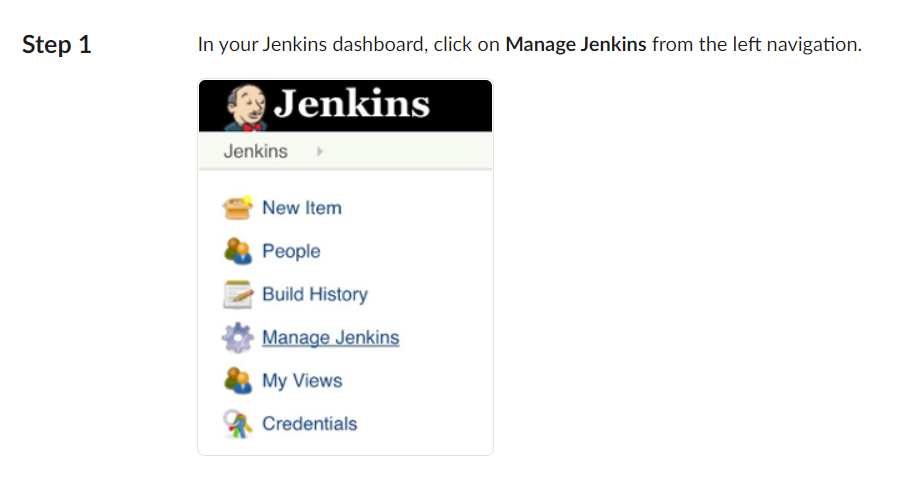 Step 1
In your Jenkins dashboard, click on Manage Jenkins from the left navigation.
Jenkins
Jenkins
New Item
People
Build History
Manage Jenkins
My Views
Credentials